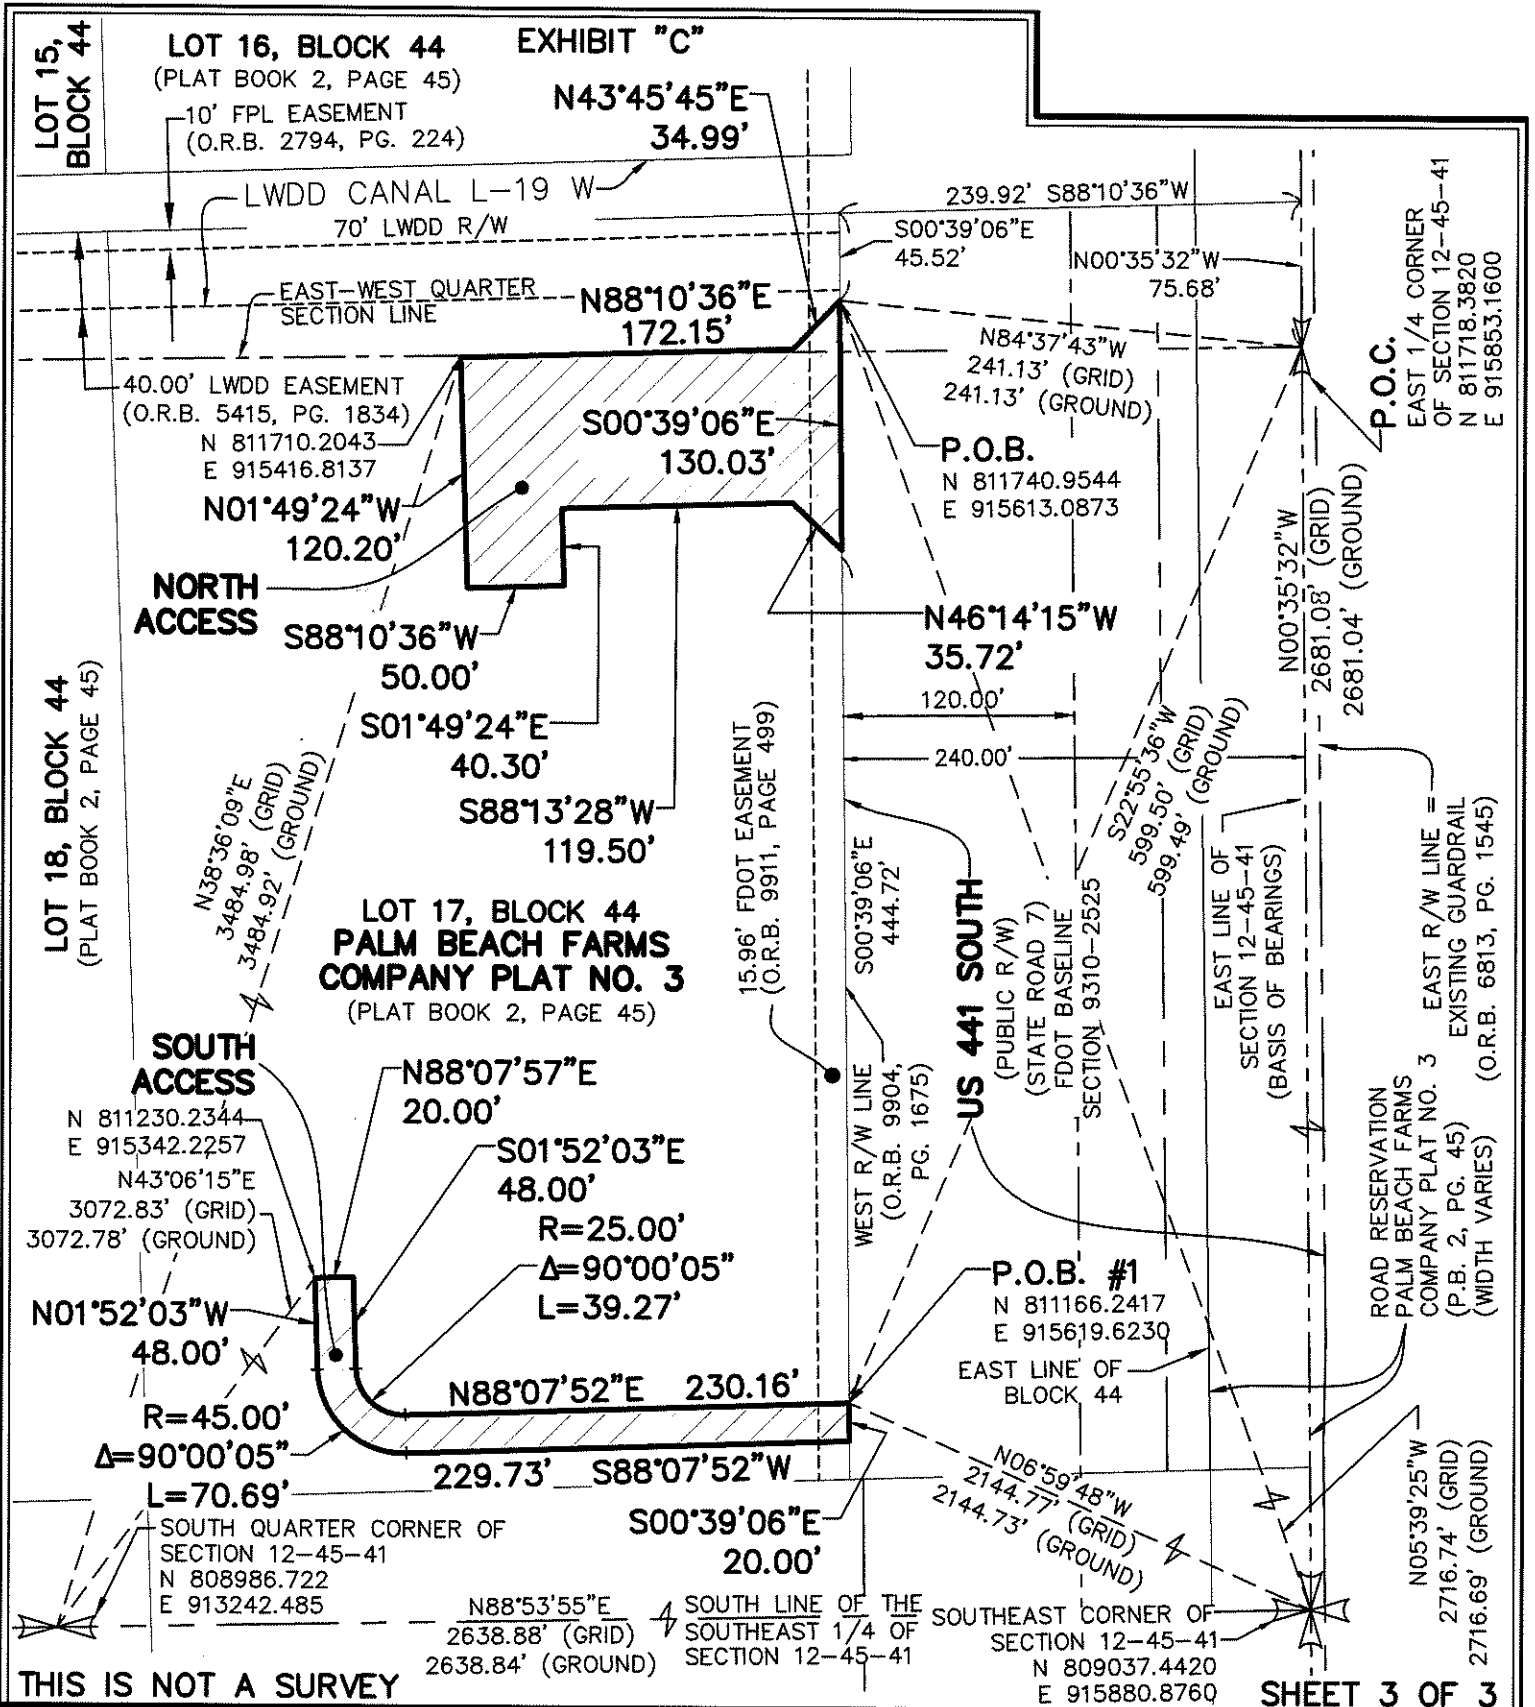 EXHIBIT "C"
LOT 15,
BLOCK 44
LOT 16, BLOCK 44
(PLAT BOOK 2, PAGE 45)
10' FPL EASEMENT
(O.R.B. 2794, PG. 224)
N43°45'45"E
34.99'
LWDD CANAL L-19 W
70' LWDD R/W
239.92' S88°10'36"W
S00°39'06"E
45.52'
N00°35'32"W
75.68'
EAST-WEST QUARTER
SECTION LINE
N88°10'36"E
172.15'
N84°37'43"W
241.13' (GRID)
241.13' (GROUND)
P.O.C.
EAST 1/4 CORNER
OF SECTION 12-45-41
N 811718.3820
E 915853.1600
40.00' LWDD EASEMENT
(O.R.B. 5415, PG. 1834)
N 811710.2043
E 915416.8137
S00°39'06"E
130.03'
P.O.B.
N 811740.9544
E 915613.0873
N01°49'24"W
120.20'
NORTH
ACCESS
N46°14'15"W
35.72'
S88°10'36"W
50.00'
S01°49'24"E
40.30'
S88°13'28"W
119.50'
N00°35'32"W
2681.08' (GRID)
2681.04' (GROUND)
120.00'
240.00'
S22°55'36"W
599.50' (GRID)
599.49' (GROUND)
LOT 18, BLOCK 44
(PLAT BOOK 2, PAGE 45)
N38°36'09"E
3484.98' (GRID)
3484.92' (GROUND)
15.96' FDOT EASEMENT
(O.R.B. 9911, PAGE 499)
S00°39'06"E
444.72'
LOT 17, BLOCK 44
PALM BEACH FARMS
COMPANY PLAT NO. 3
(PLAT BOOK 2, PAGE 45)
US 441 SOUTH
(PUBLIC R/W)
(STATE ROAD 7)
FDOT BASELINE
SECTION 9310-2525
EAST LINE OF
SECTION 12-45-41
(BASIS OF BEARINGS)
EAST R/W LINE =
EXISTING GUARDRAIL
(O.R.B. 6813, PG. 1545)
WEST R/W LINE
(O.R.B. 9904,
PG. 1675)
SOUTH
ACCESS
N88°07'57"E
20.00'
N 811230.2344
E 915342.2257
S01°52'03"E
48.00'
N43°06'15"E
3072.83' (GRID)
3072.78' (GROUND)
R=25.00'
Δ=90°00'05"
L=39.27'
P.O.B. #1
N 811166.2417
E 915619.6230
ROAD RESERVATION
PALM BEACH FARMS
COMPANY PLAT NO. 3
(P.B. 2, PG. 45)
(WIDTH VARIES)
N01°52'03"W
48.00'
EAST LINE OF
BLOCK 44
N88°07'52"E 230.16'
R=45.00'
Δ=90°00'05"
L=70.69'
229.73' S88°07'52"W
N06°59'48"W
2144.77' (GRID)
2144.73' (GROUND)
N05°39'25"W
2716.74' (GRID)
2716.69' (GROUND)
S00°39'06"E
20.00'
SOUTH QUARTER CORNER OF
SECTION 12-45-41
N 808986.722
E 913242.485
N88°53'55"E
2638.88' (GRID)
2638.84' (GROUND)
SOUTH LINE OF THE
SOUTHEAST 1/4 OF
SECTION 12-45-41
SOUTHEAST CORNER OF
SECTION 12-45-41
N 809037.4420
E 915880.8760
THIS IS NOT A SURVEY
SHEET 3 OF 3